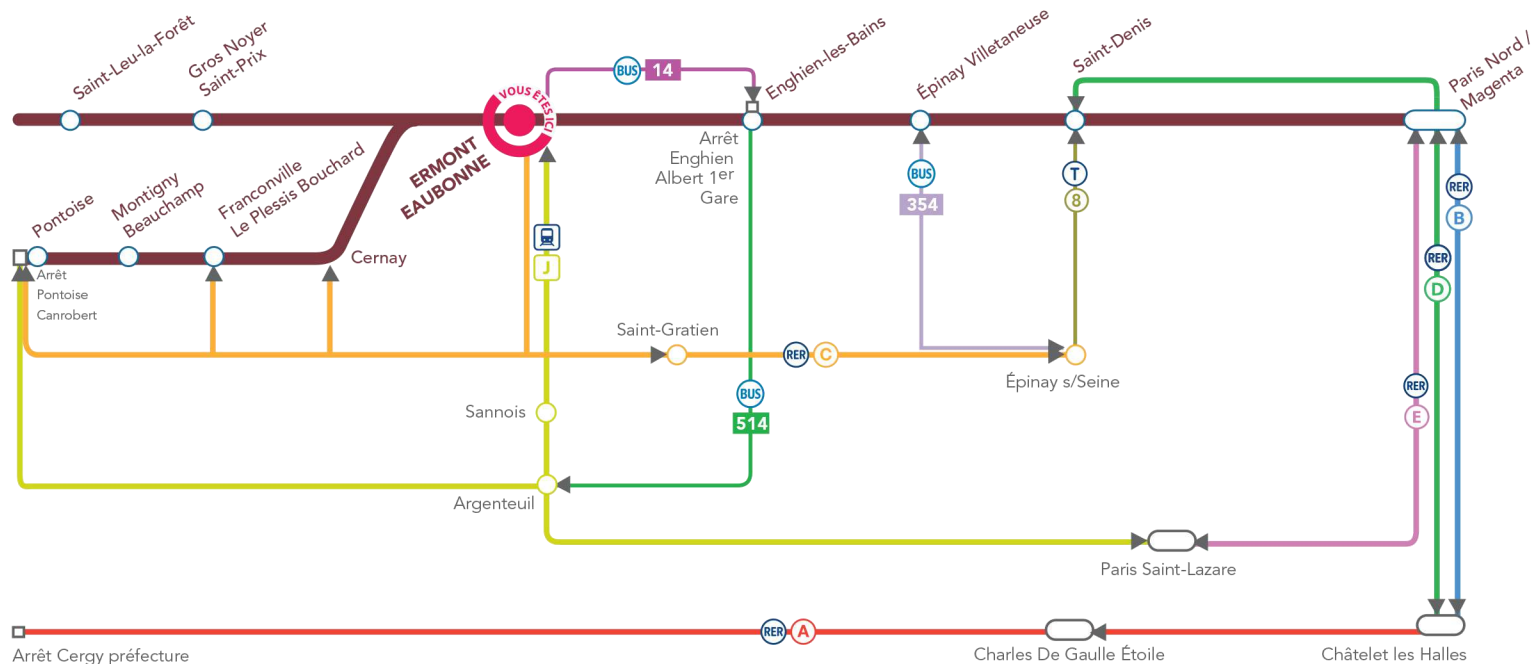 Saint-Leu-la-Forêt
Gros Noyer
Saint-Prix
VOUS ÊTES ICI
BUS 14
Enghien-les-Bains
Épinay Villetaneuse
Saint-Denis
Paris Nord /
Magenta
ERMONT
EAUBONNE
Arrêt
Enghien
Albert 1er
Gare
Pontoise
Montigny
Beauchamp
Franconville
Le Plessis Bouchard
Cernay
Arrêt
Pontoise
Canrobert
J
BUS
354
T
8
RER
B
RER
D
Saint-Gratien
RER C
Épinay s/Seine
BUS
514
RER
E
Sannois
Argenteuil
Paris Saint-Lazare
RER A
Arrêt Cergy préfecture
Charles De Gaulle Étoile
Châtelet les Halles